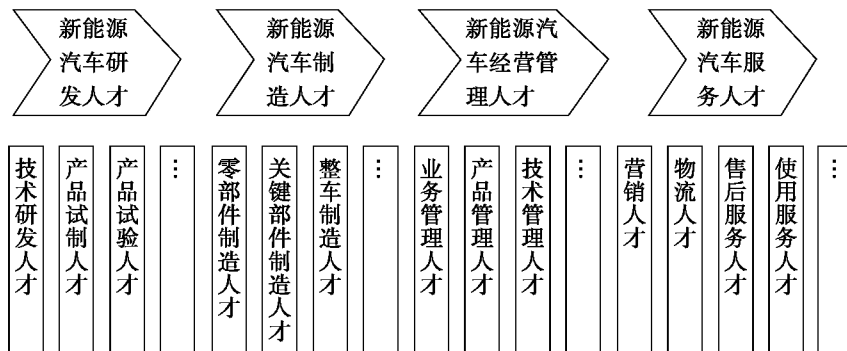 新能源
汽车研
发人才
新能源
汽车制
造人才
新能源汽
车经营管
理人才
新能源
汽车服
务人才
技术研发人才
产品试制人才
产品试验人才
⋮
零部件制造人才
关键部件制造人才
整车制造人才
⋮
业务管理人才
产品管理人才
技术管理人才
⋮
营销人才
物流人才
售后服务人才
使用服务人才
⋮